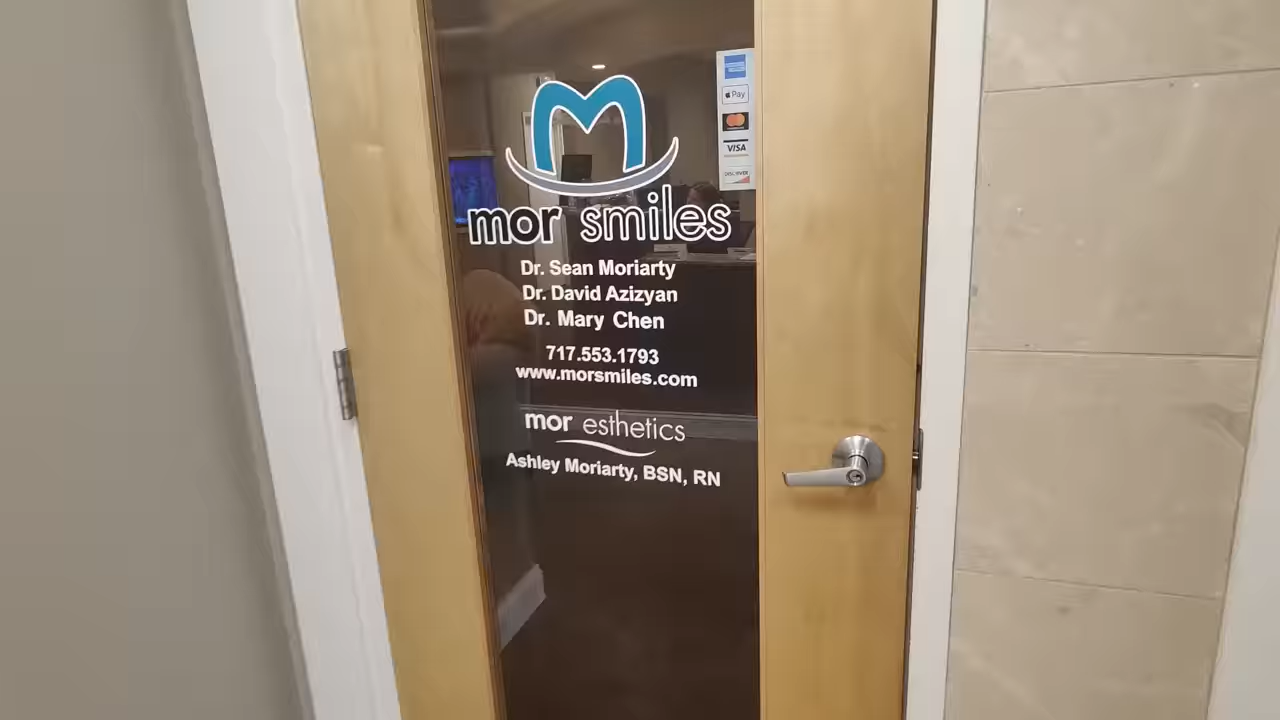 mor smiles
Dr. Sean Moriarty
Dr. David Azizyan
Dr. Mary Chen
717.553.1793
www.morsmiles.com
mor esthetics
Ashley Moriarty, BSN, RN
Pay
VISA
DISCOVER